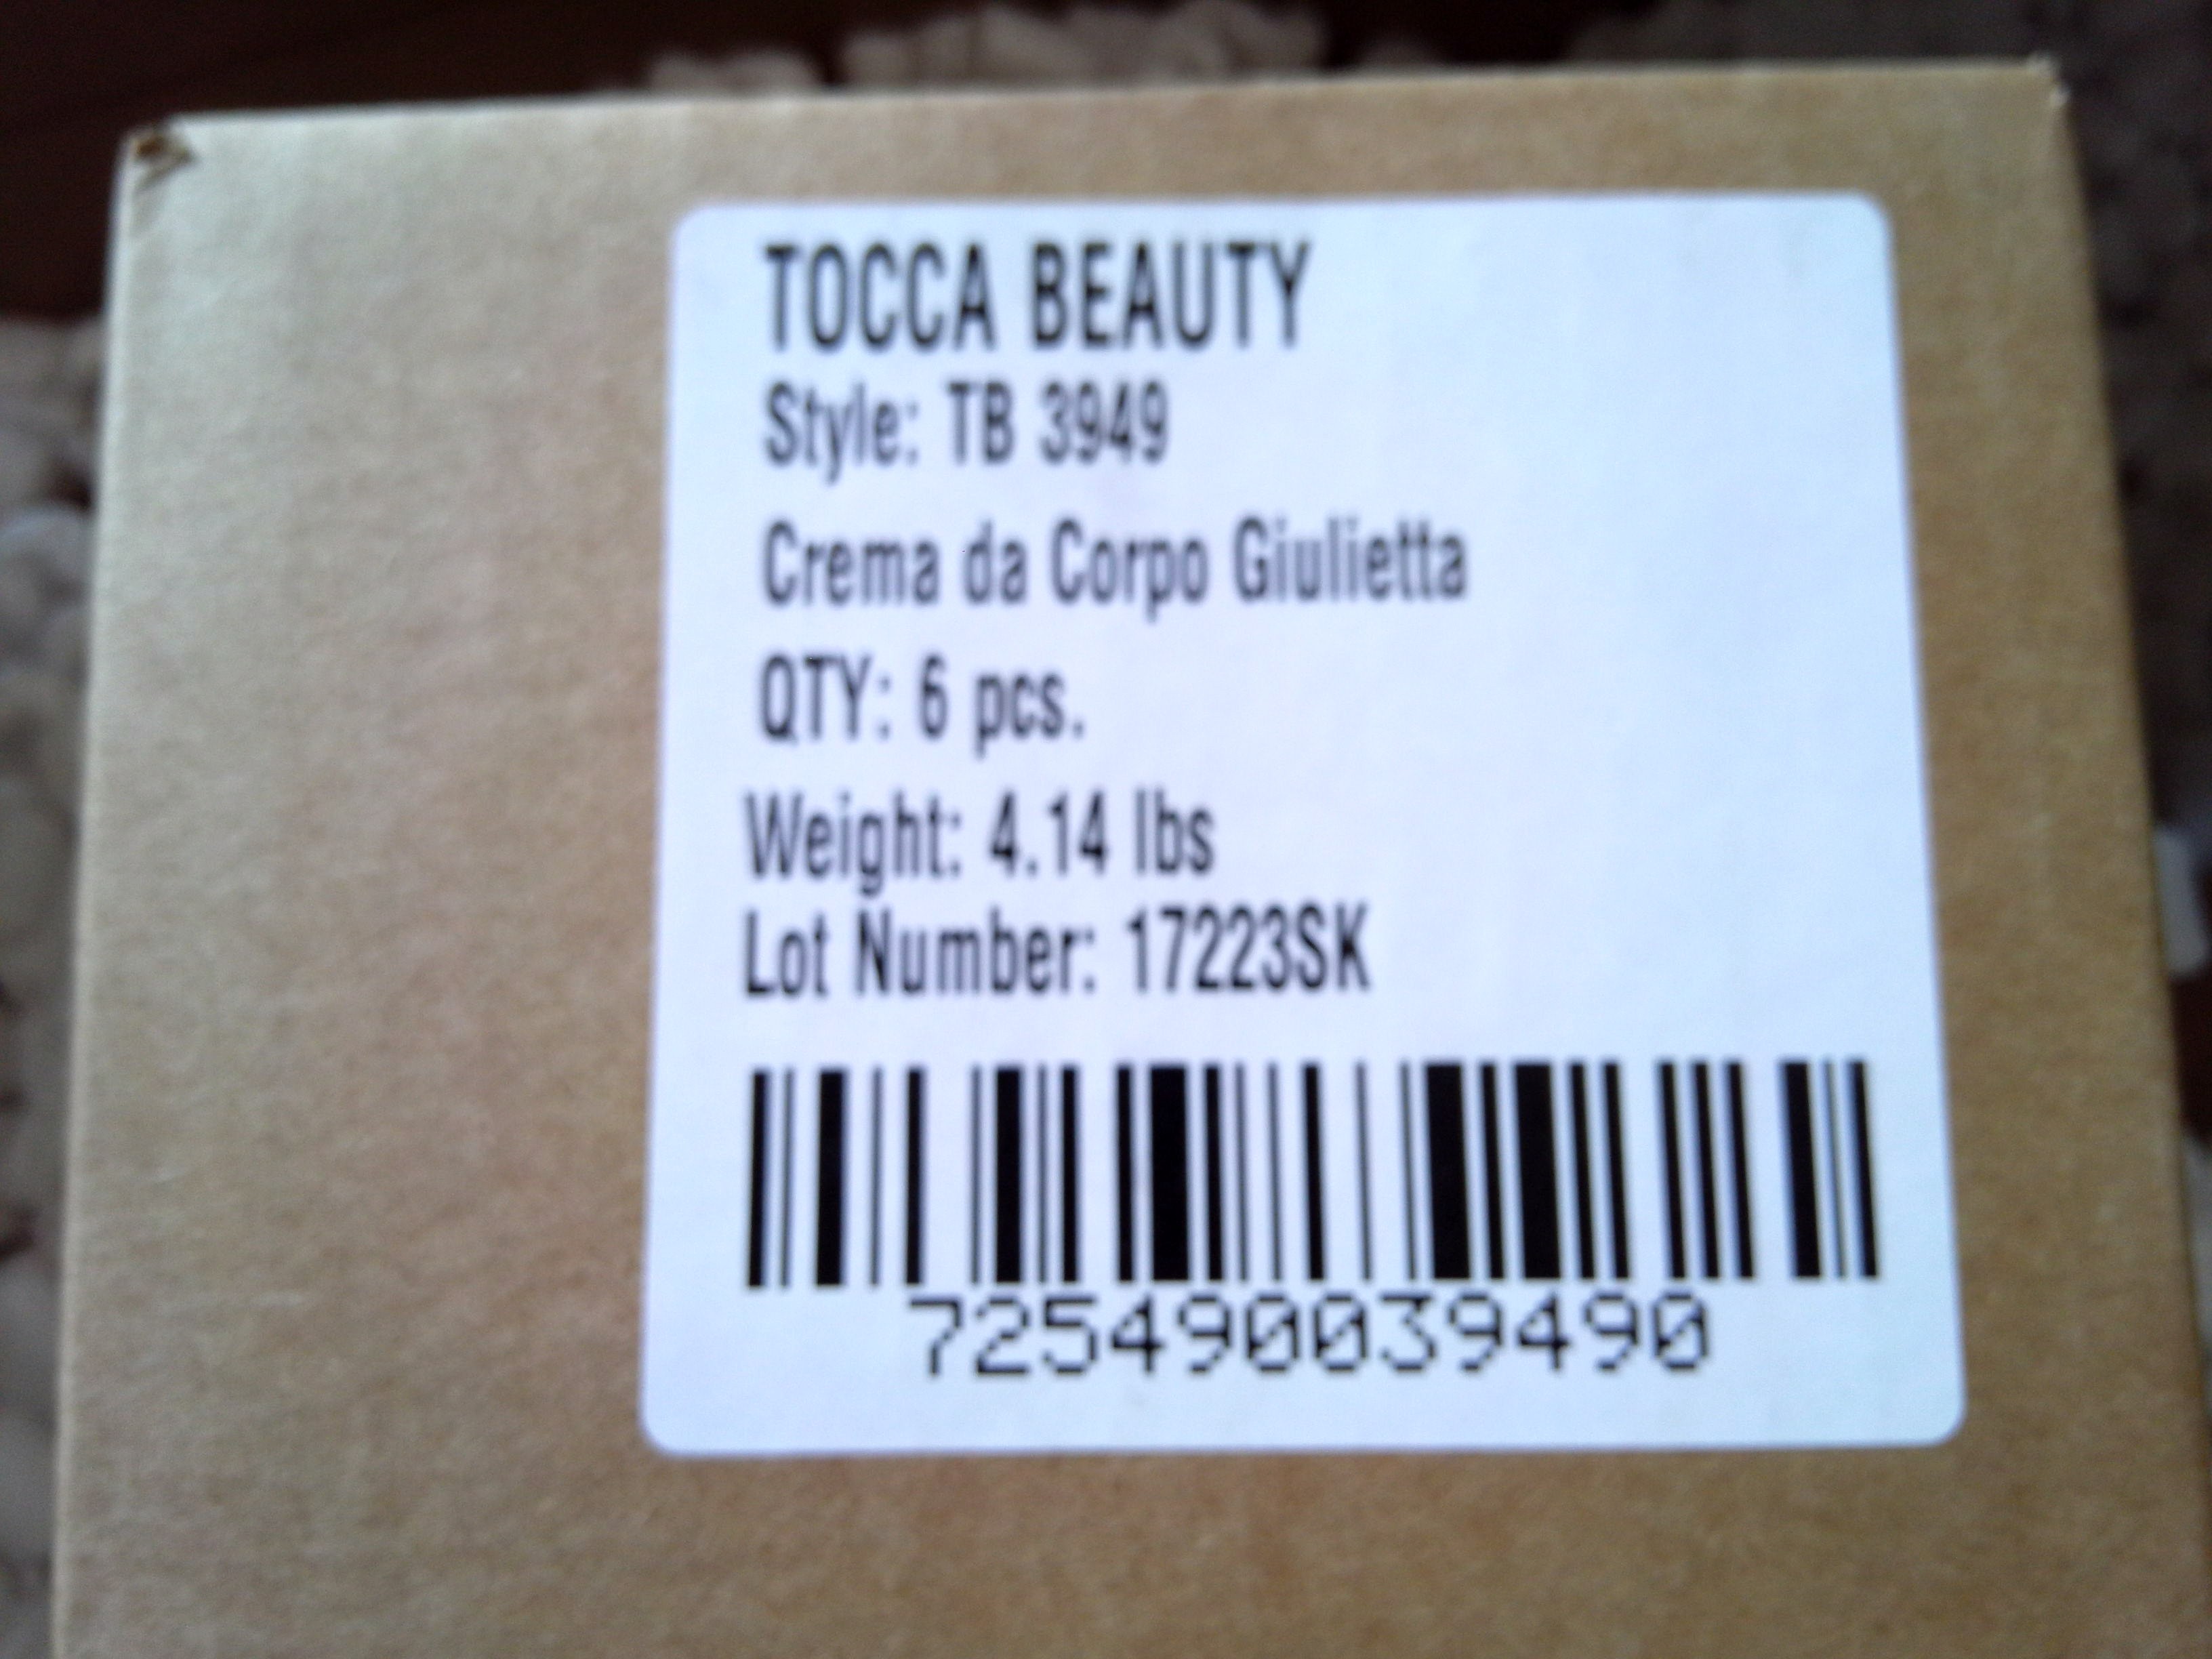 TOCCA BEAUTY
Style: TB 3949
Crema da Corpo Giulietta
QTY: 6 pcs.
Weight: 4.14 lbs
Lot Number: 17223SK
725490039490